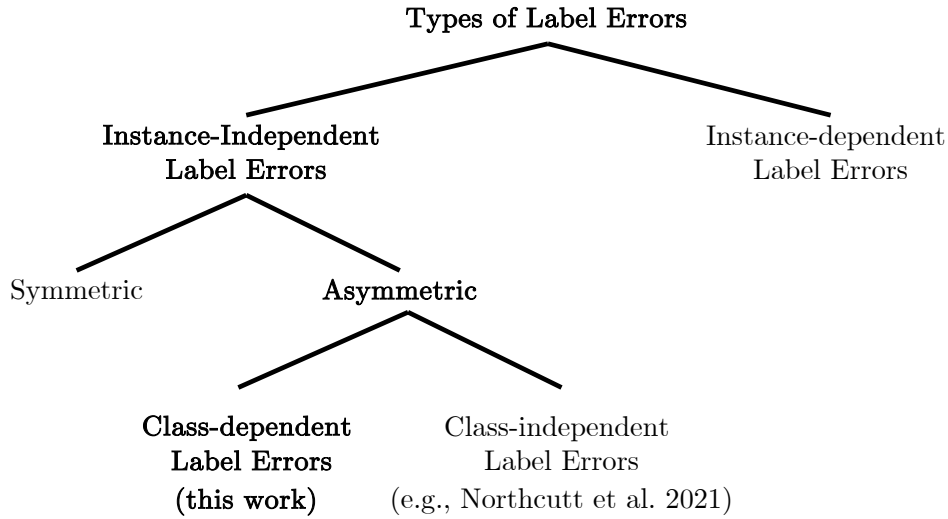 Types of Label Errors
Instance-Independent
Label Errors
Instance-dependent
Label Errors
Symmetric
Asymmetric
Class-dependent
Label Errors
(this work)
Class-independent
Label Errors
(e.g., Northcutt et al. 2021)